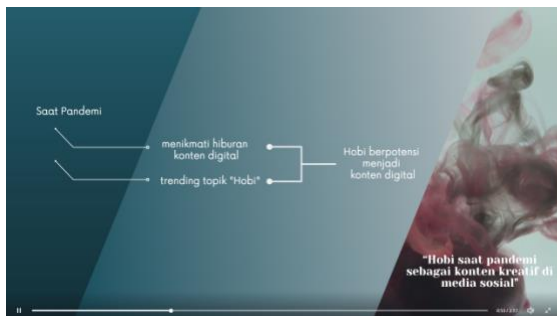 Saat Pandemi
menikmati hiburan
konten digital
trending topik "Hobi"
Hobi berpotensi
menjadi
konten digital
"Hobi saat pandemi
sebagai konten kreatif di
media sosial"